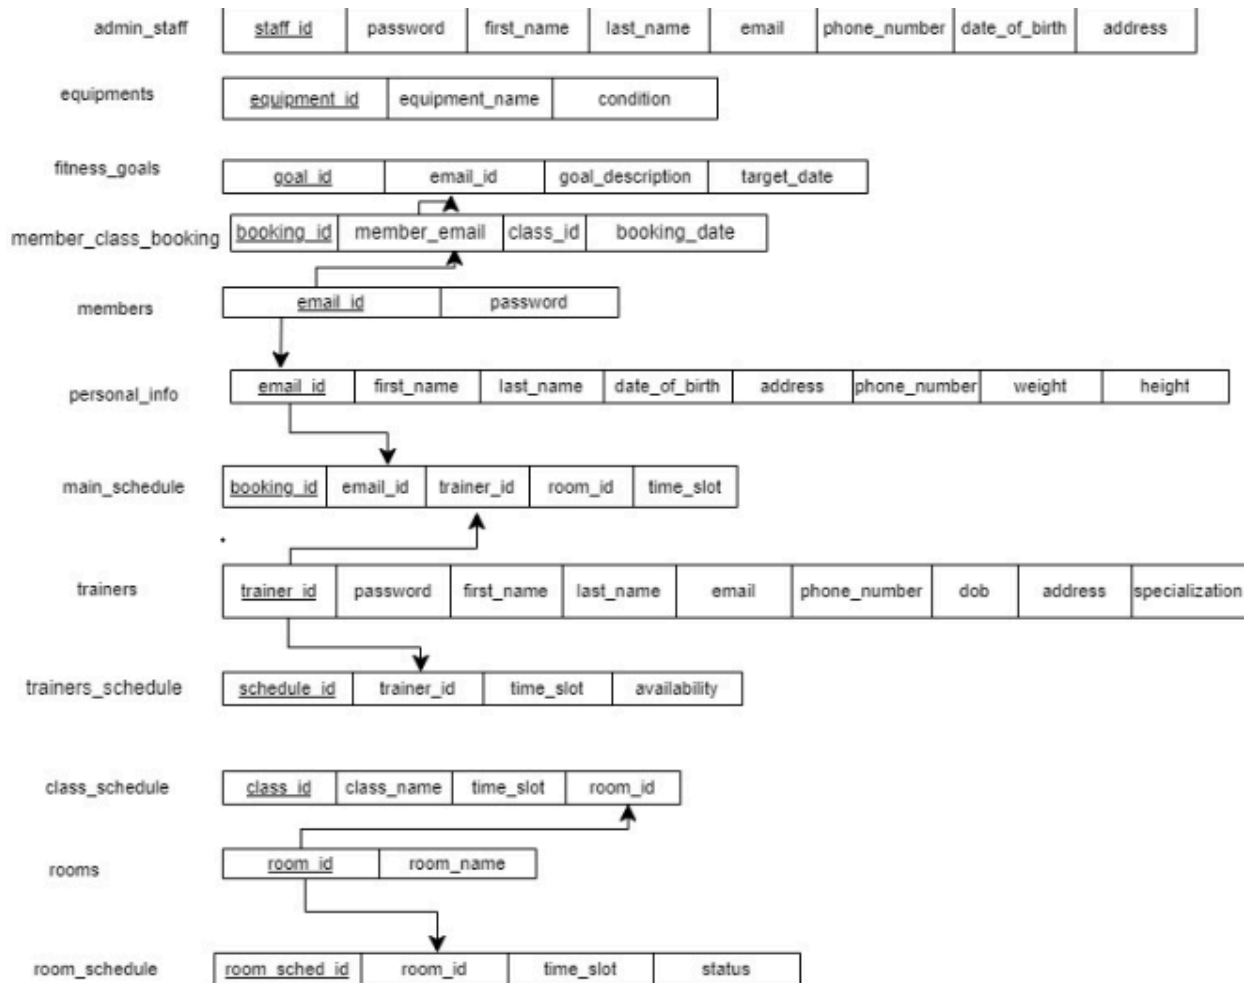 admin_staff staff_id password first_name last_name email phone_number date_of_birth address
equipments equipment_id equipment_name condition
fitness_goals goal_id email_id goal_description target_date
member_class_booking booking_id member_email class_id booking_date
members email_id password
personal_info email_id first_name last_name date_of_birth address phone_number weight height
main_schedule booking_id email_id trainer_id room_id time_slot
trainers trainer_id password first_name last_name email phone_number dob address specialization
trainers_schedule schedule_id trainer_id time_slot availability
class_schedule class_id class_name time_slot room_id
rooms room_id room_name
room_schedule room_sched_id room_id time_slot status